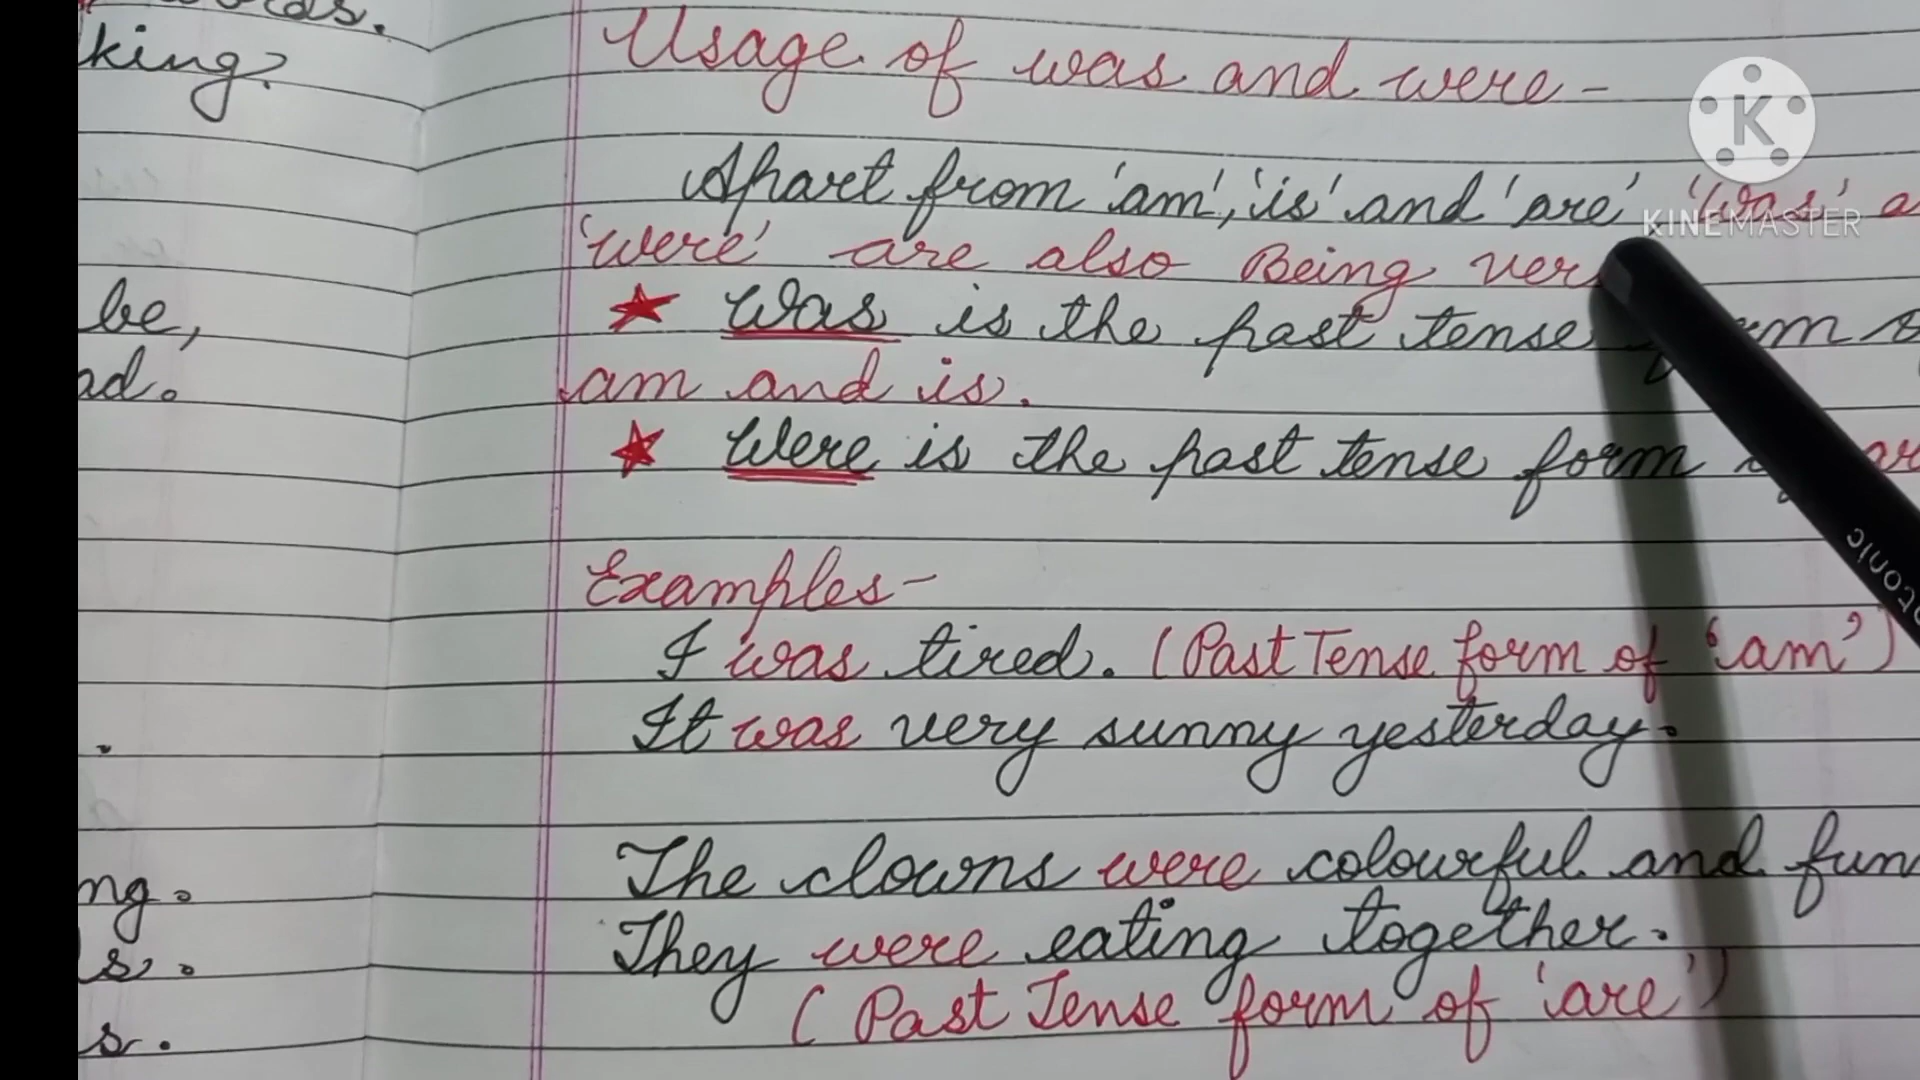 king?
Usage of was and were -
Apart from 'am', 'is' and 'are' 'was'
'were' are also Being
★ Was is the past tense
am and is.
★ Were is the past tense form
be,
ad.
Examples -
I was tired. (Past Tense form of 'am')
It was very sunny yesterday.
The clowns were colourful and fun
They were eating together.
(Past Tense form of 'are')
ng.
s.
s.
K
KINEMASTER